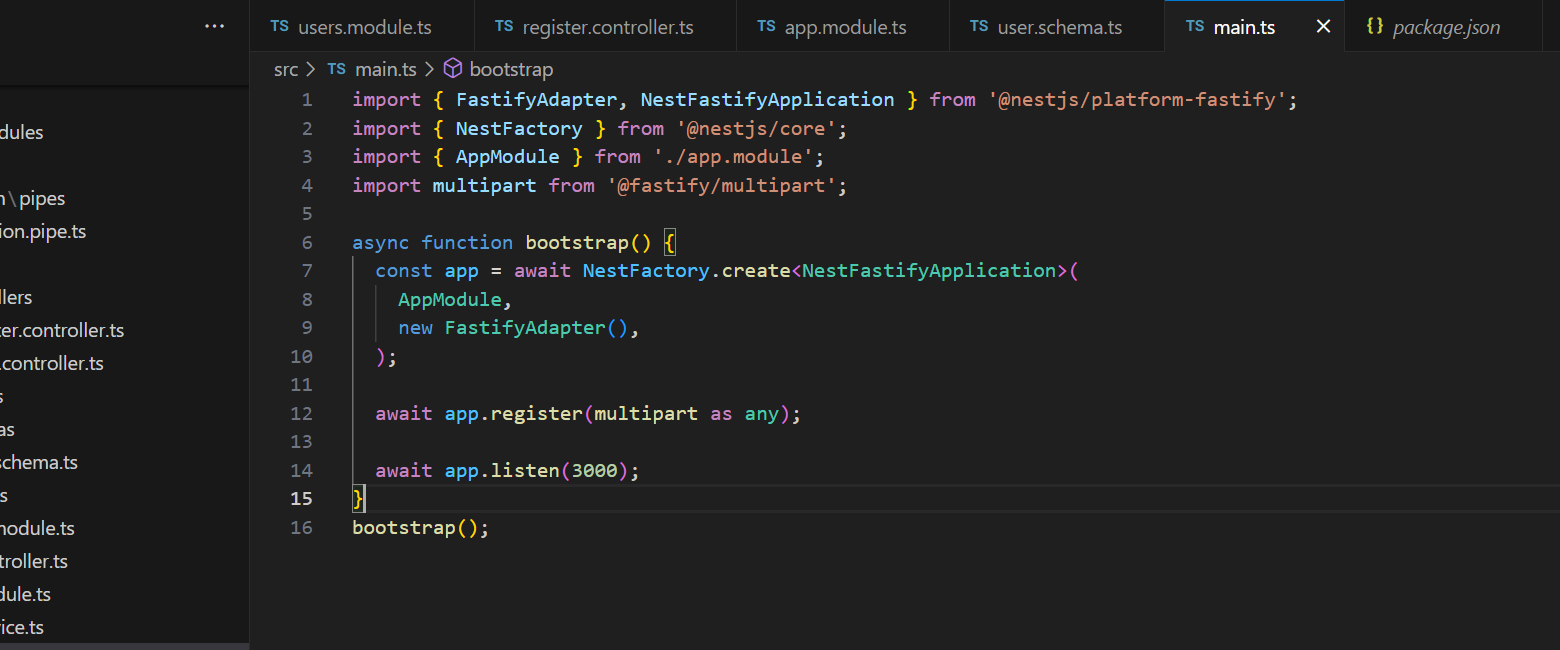 ···
TS users.module.ts TS register.controller.ts TS app.module.ts TS user.schema.ts TS main.ts {} package.json
src > TS main.ts > bootstrap
dules
\pipes
ion.pipe.ts
llers
ter.controller.ts
.controller.ts
s
as
schema.ts
s
module.ts
troller.ts
dule.ts
ice.ts
1 import { FastifyAdapter, NestFastifyApplication } from '@nestjs/platform-fastify';
2 import { NestFactory } from '@nestjs/core';
3 import { AppModule } from './app.module';
4 import multipart from '@fastify/multipart';
5
6 async function bootstrap() {
7 const app = await NestFactory.create<NestFastifyApplication>(
8 AppModule,
9 new FastifyAdapter(),
10 );
11
12 await app.register(multipart as any);
13
14 await app.listen(3000);
15 }
16 bootstrap();